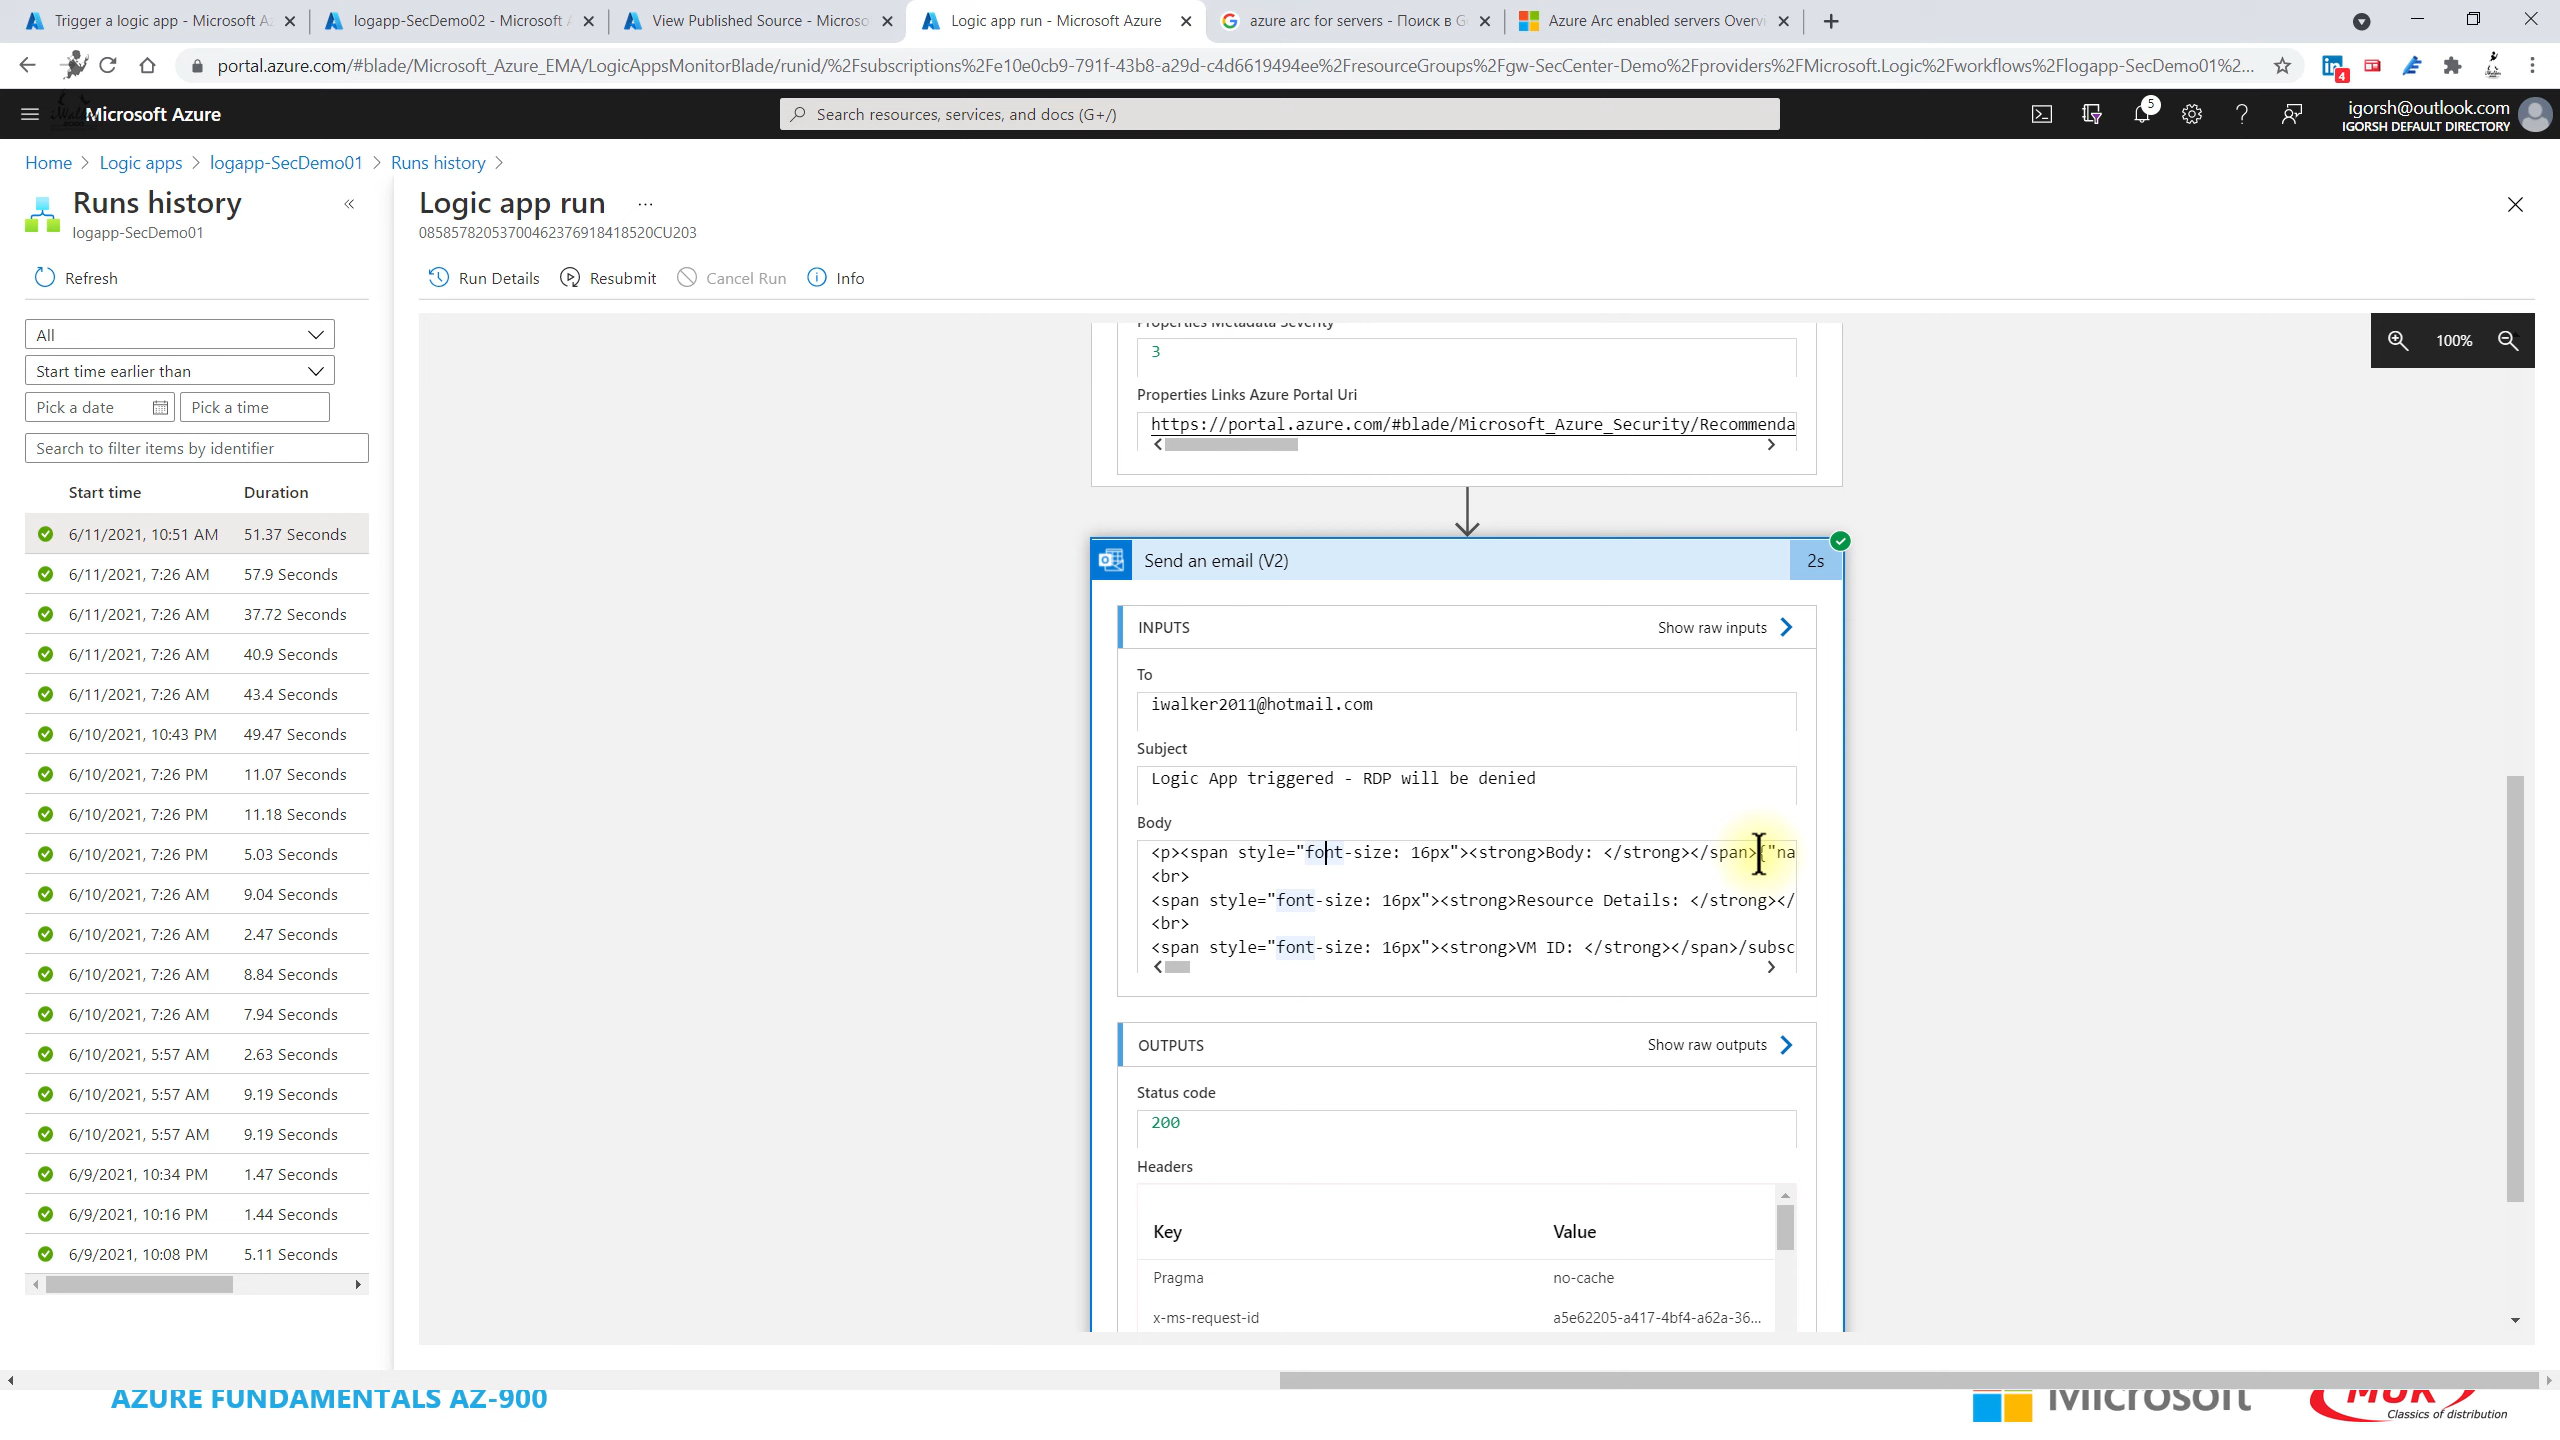 Trigger a logic app - Microsoft Az
logapp-SecDemo02 - Microsoft A
View Published Source - Microso
Logic app run - Microsoft Azure
azure arc for servers - Поиск в G
Azure Arc enabled servers Overvi
portal.azure.com/#blade/Microsoft_Azure_EMA/LogicAppsMonitorBlade/runid/%2Fsubscriptions%2Fe10e0cb9-791f-43b8-a29d-c4d6619494ee%2FresourceGroups%2Fgw-SecCenter-Demo%2Fproviders%2FMicrosoft.Logic%2Fworkflows%2Flogapp-SecDemo01%2...
4
Microsoft Azure
Search resources, services, and docs (G+/)
5
igorsh@outlook.com
IGORSH DEFAULT DIRECTORY
Home > Logic apps > logapp-SecDemo01 > Runs history >
Runs history
logapp-SecDemo01
Refresh
All
Start time earlier than
Pick a date
Pick a time
Search to filter items by identifier
Start time Duration
6/11/2021, 10:51 AM 51.37 Seconds
6/11/2021, 7:26 AM 57.9 Seconds
6/11/2021, 7:26 AM 37.72 Seconds
6/11/2021, 7:26 AM 40.9 Seconds
6/11/2021, 7:26 AM 43.4 Seconds
6/10/2021, 10:43 PM 49.47 Seconds
6/10/2021, 7:26 PM 11.07 Seconds
6/10/2021, 7:26 PM 11.18 Seconds
6/10/2021, 7:26 PM 5.03 Seconds
6/10/2021, 7:26 AM 9.04 Seconds
6/10/2021, 7:26 AM 2.47 Seconds
6/10/2021, 7:26 AM 8.84 Seconds
6/10/2021, 7:26 AM 7.94 Seconds
6/10/2021, 5:57 AM 2.63 Seconds
6/10/2021, 5:57 AM 9.19 Seconds
6/10/2021, 5:57 AM 9.19 Seconds
6/9/2021, 10:34 PM 1.47 Seconds
6/9/2021, 10:16 PM 1.44 Seconds
6/9/2021, 10:08 PM 5.11 Seconds
Logic app run ...
08585782053700462376918418520CU203
Run Details Resubmit Cancel Run Info
100%
Properties Metadata Severity
3
Properties Links Azure Portal Uri
https://portal.azure.com/#blade/Microsoft_Azure_Security/Recommenda
Send an email (V2) 2s
INPUTS Show raw inputs
To
iwalker2011@hotmail.com
Subject
Logic App triggered - RDP will be denied
Body
<p><span style="font-size: 16px"><strong>Body: </strong></span>{"na
<br>
<span style="font-size: 16px"><strong>Resource Details: </strong></
<br>
<span style="font-size: 16px"><strong>VM ID: </strong></span>/subsc
OUTPUTS Show raw outputs
Status code
200
Headers
Key Value
Pragma no-cache
x-ms-request-id a5e62205-a417-4bf4-a62a-36...
AZURE FUNDAMENTALS AZ-900
Microsoft
MUK
Classics of distribution